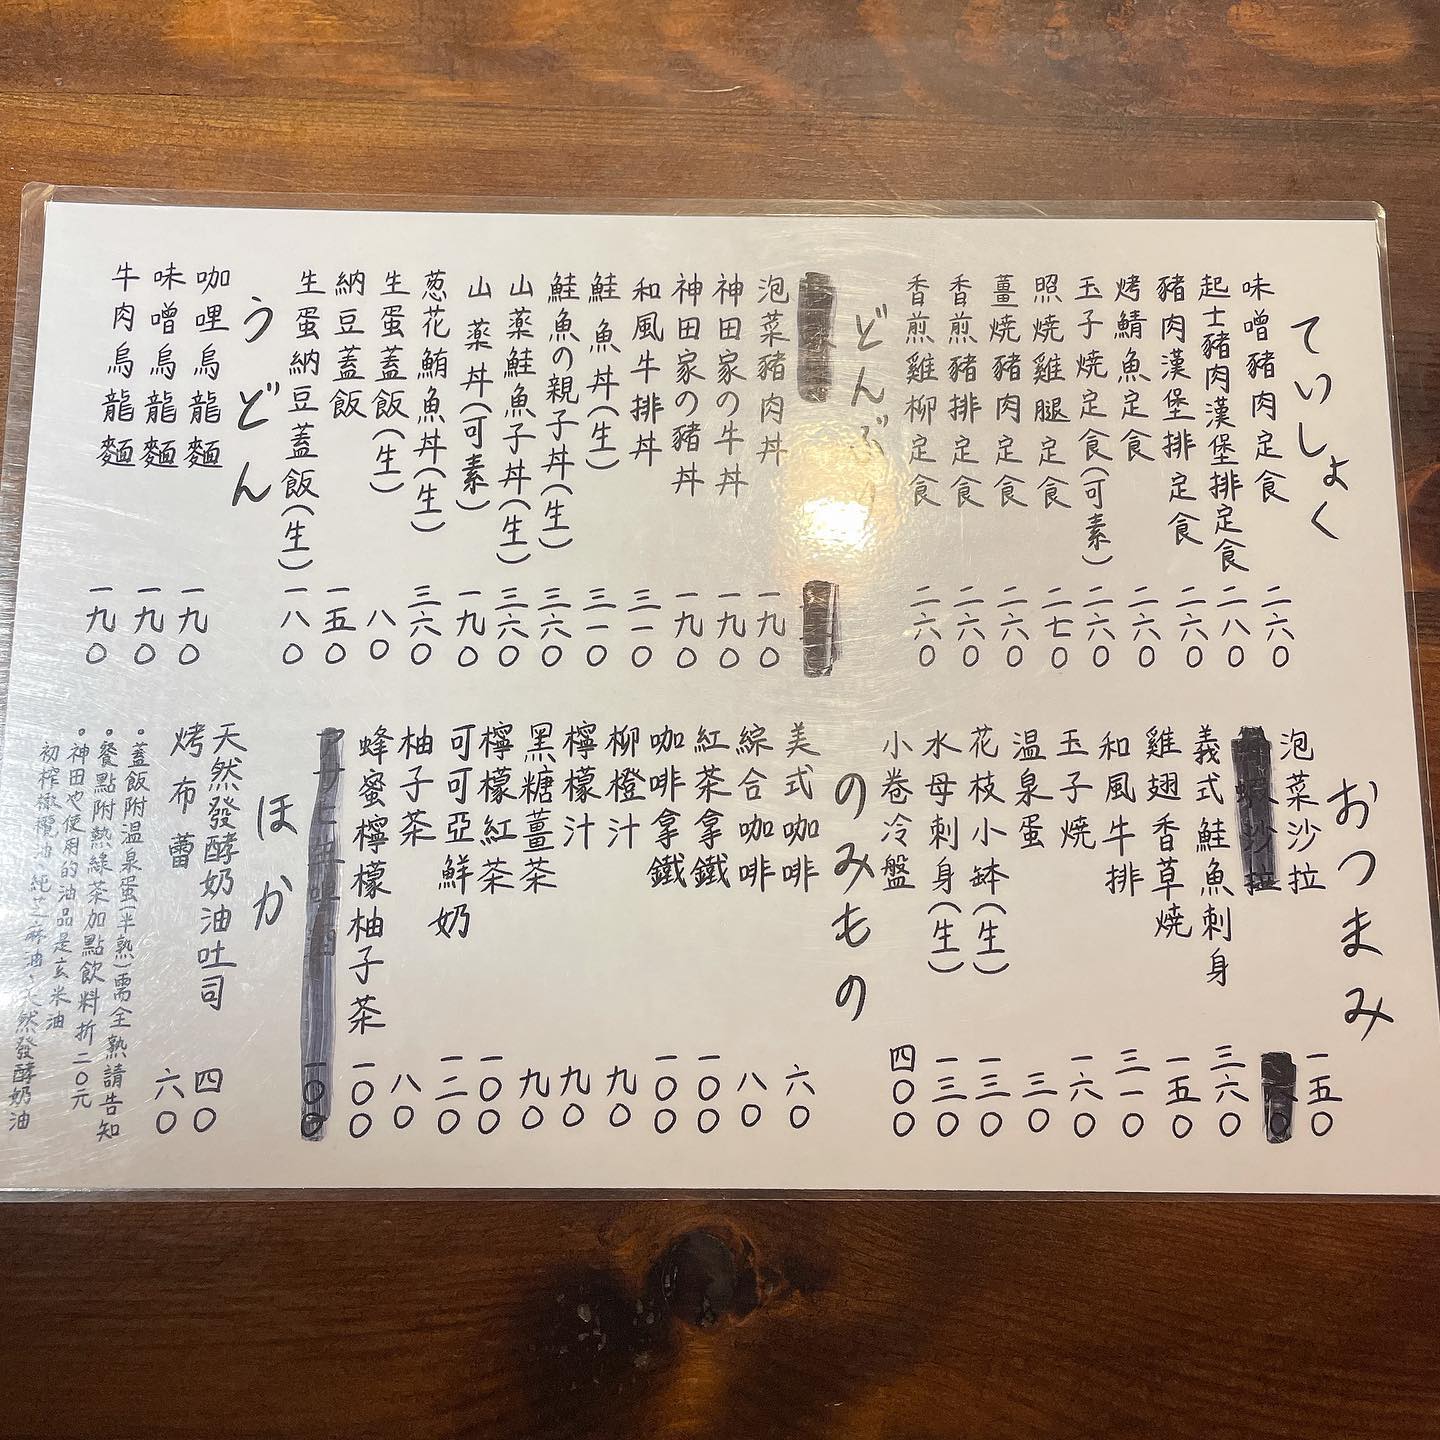 ていしょく
味噌豬肉定食 二六〇
起士豬肉漢堡排定食 二八〇
豬肉漢堡排定食 二六〇
烤鯖魚定食 二六〇
玉子燒定食(可素) 二六〇
照燒雞腿定食 二七〇
薑燒豬肉定食 二六〇
香煎豬排定食 二六〇
香煎雞柳定食 二六〇
どんぶり
泡菜豬肉丼 一九〇
神田家の牛丼 一九〇
神田家の豬丼 一九〇
和風牛排丼 三一〇
鮭魚丼(生) 三一〇
鮭魚の親子丼(生) 三六〇
山薬鮭魚子丼(生) 三六〇
山薬丼(可素) 一九〇
葱花鮪魚丼(生) 三六〇
生蛋蓋飯(生) 八〇
納豆蓋飯 一五〇
生蛋納豆蓋飯(生) 一八〇
うどん
咖哩烏龍麵 一九〇
味噌烏龍麵 一九〇
牛肉烏龍麵 一九〇
おつまみ
泡菜沙拉 一五〇
義式鮭魚刺身 三六〇
雞翅香草燒 一五〇
和風牛排 三一〇
玉子燒 一六〇
温泉蛋 三〇
花枝小缽(生) 一三〇
水母刺身(生) 一三〇
小卷冷盤 四〇〇
のみもの
美式咖啡 六〇
綜合咖啡 八〇
紅茶拿鐵 一〇〇
咖啡拿鐵 一〇〇
柳橙汁 九〇
檸檬汁 九〇
黑糖薑茶 九〇
檸檬紅茶 一〇〇
可可亞鮮奶 一二〇
柚子茶 八〇
蜂蜜檸檬柚子茶 一〇〇
一〇〇
ほか
天然發酵奶油吐司 四〇
烤布蕾 六〇
。蓋飯附温泉蛋(半熟)需全熟請告知
。餐點附熱綠茶加點飲料折二〇元
。神田也使用的油品是玄米油
初榨橄欖油、純芝麻油、天然發酵奶油